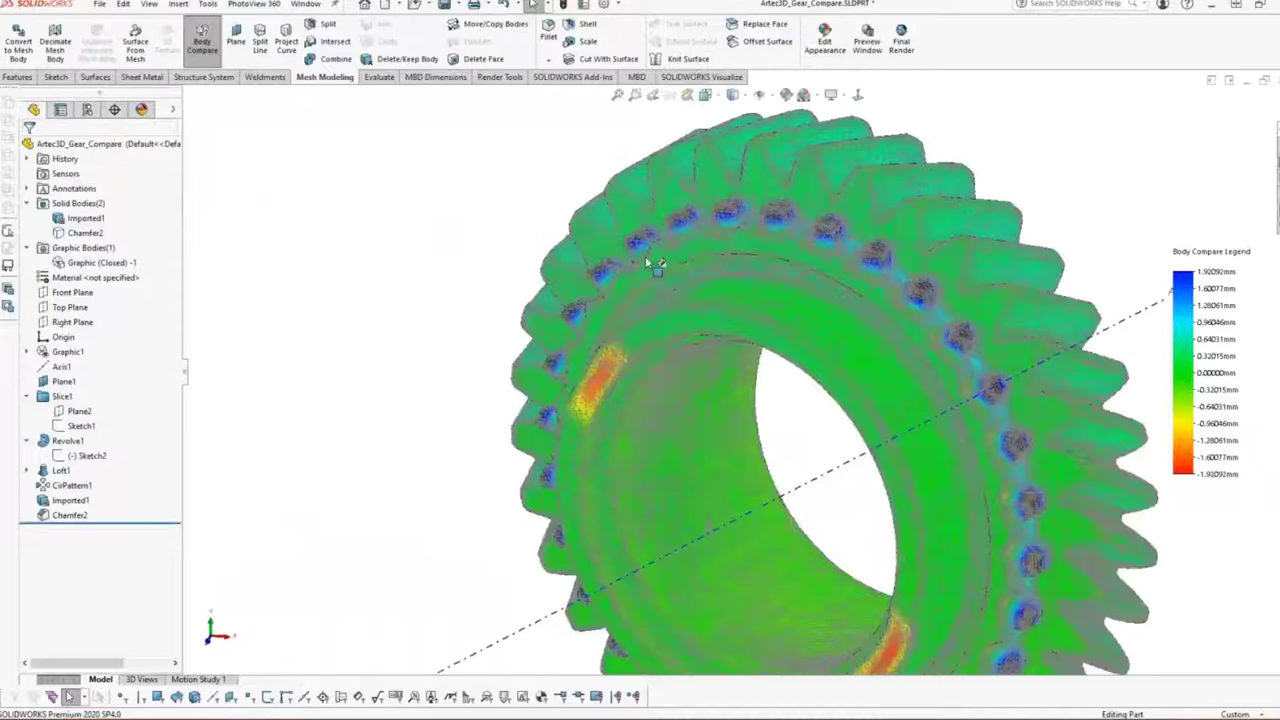 SOLIDWORKS
File Edit View Insert Tools PhotoView 360 Window
Artec3D_Gear_Compare.SLDPRT *
Search SOLIDWORKS Help
Convert to Mesh Body
Decimate Mesh Body
Surface From Mesh
Body Compare
Plane
Split Line
Project Curve
Split
Intersect
Combine
Move/Copy Bodies
Delete/Keep Body
Delete Face
Fillet
Shell
Scale
Cut With Surface
Extend Surface
Knit Surface
Replace Face
Offset Surface
Edit Appearance
Preview Window
Final Render
Features Sketch Surfaces Sheet Metal Structure System Weldments Mesh Modeling Evaluate MBD Dimensions Render Tools SOLIDWORKS Add-Ins MBD SOLIDWORKS Visualize
Artec3D_Gear_Compare (Default<<Defa
History
Sensors
Annotations
Solid Bodies(2)
Imported1
Chamfer2
Graphic Bodies(1)
Graphic (Closed) -1
Material <not specified>
Front Plane
Top Plane
Right Plane
Origin
Graphic1
Axis1
Plane1
Slice1
Plane2
Sketch1
Revolve1
(-) Sketch2
Loft1
CirPattern1
Imported1
Chamfer2
Body Compare Legend
1.92092mm
1.60077mm
1.28061mm
0.96046mm
0.64031mm
0.32015mm
0.00000mm
-0.32015mm
-0.64031mm
-0.96046mm
-1.28061mm
-1.60077mm
-1.92092mm
Model 3D Views Motion Study 1
SOLIDWORKS Premium 2020 SP4.0
Editing Part
Custom